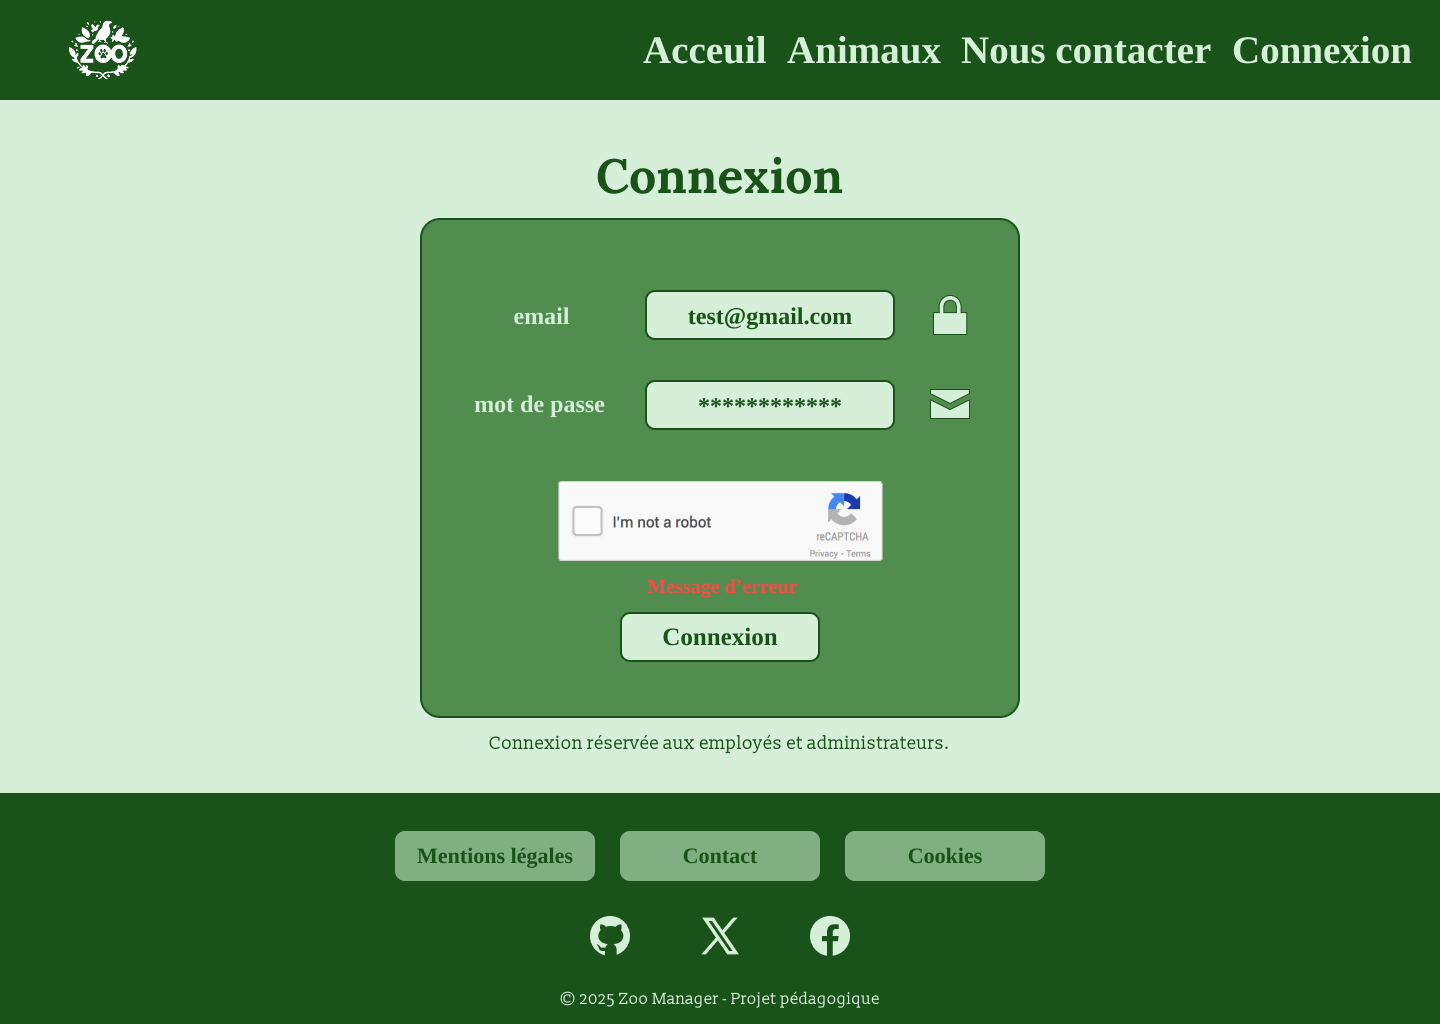 ZOO
Acceuil Animaux Nous contacter Connexion
Connexion
email test@gmail.com
mot de passe ************
I'm not a robot
reCAPTCHA
Privacy - Terms
Message d’erreur
Connexion
Connexion réservée aux employés et administrateurs.
Mentions légales Contact Cookies
© 2025 Zoo Manager - Projet pédagogique